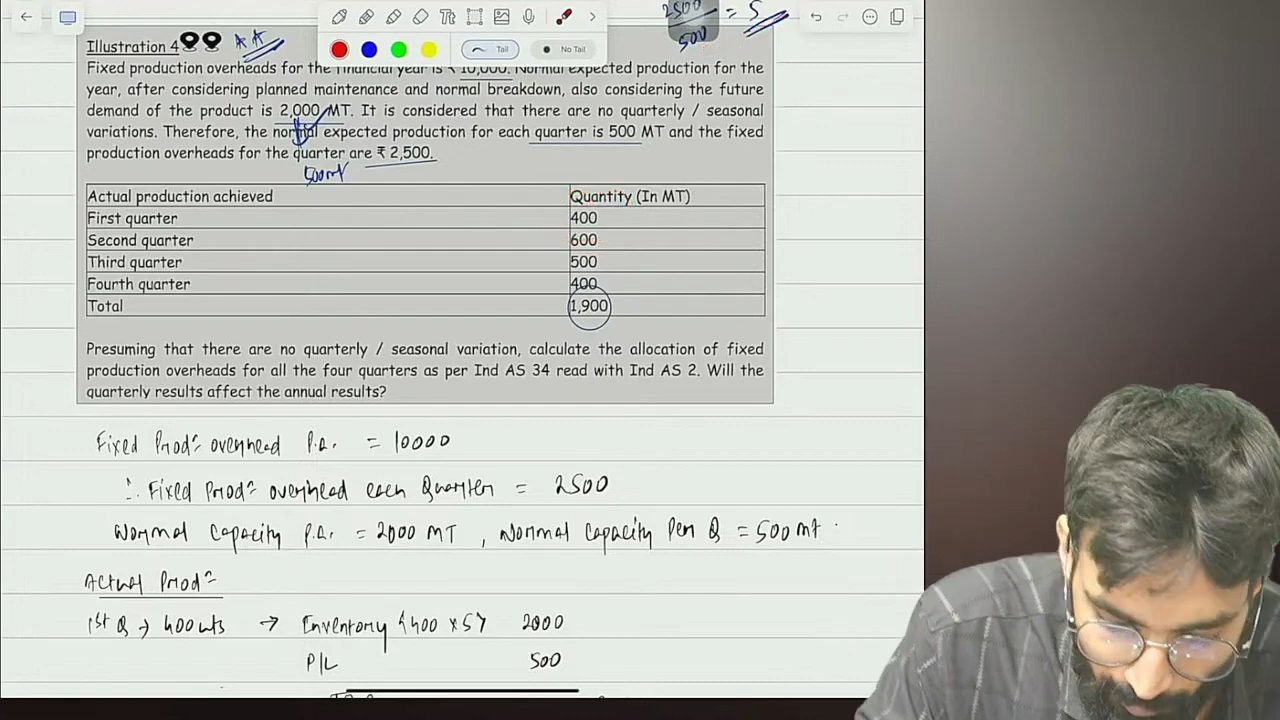 2500
= 5
500
Tail
No Tail
Illustration 4
Fixed production overheads for the financial year is ₹ 10,000. Normal expected production for the
year, after considering planned maintenance and normal breakdown, also considering the future
demand of the product is 2,000 MT. It is considered that there are no quarterly / seasonal
variations. Therefore, the normal expected production for each quarter is 500 MT and the fixed
production overheads for the quarter are ₹ 2,500.
500mt
Actual production achieved Quantity (In MT)
First quarter 400
Second quarter 600
Third quarter 500
Fourth quarter 400
Total 1,900
Presuming that there are no quarterly / seasonal variation, calculate the allocation of fixed
production overheads for all the four quarters as per Ind AS 34 read with Ind AS 2. Will the
quarterly results affect the annual results?
Fixed Prodⁿ overhead P.a. = 10000
∴ Fixed Prodⁿ overhead each Quarter = 2500
Normal Capacity P.a. = 2000 MT , Normal Capacity Per Q = 500 mt
Actual Prodⁿ
1st Q → 400 mts → Inventory {400 x 5} 2000
P/L 500